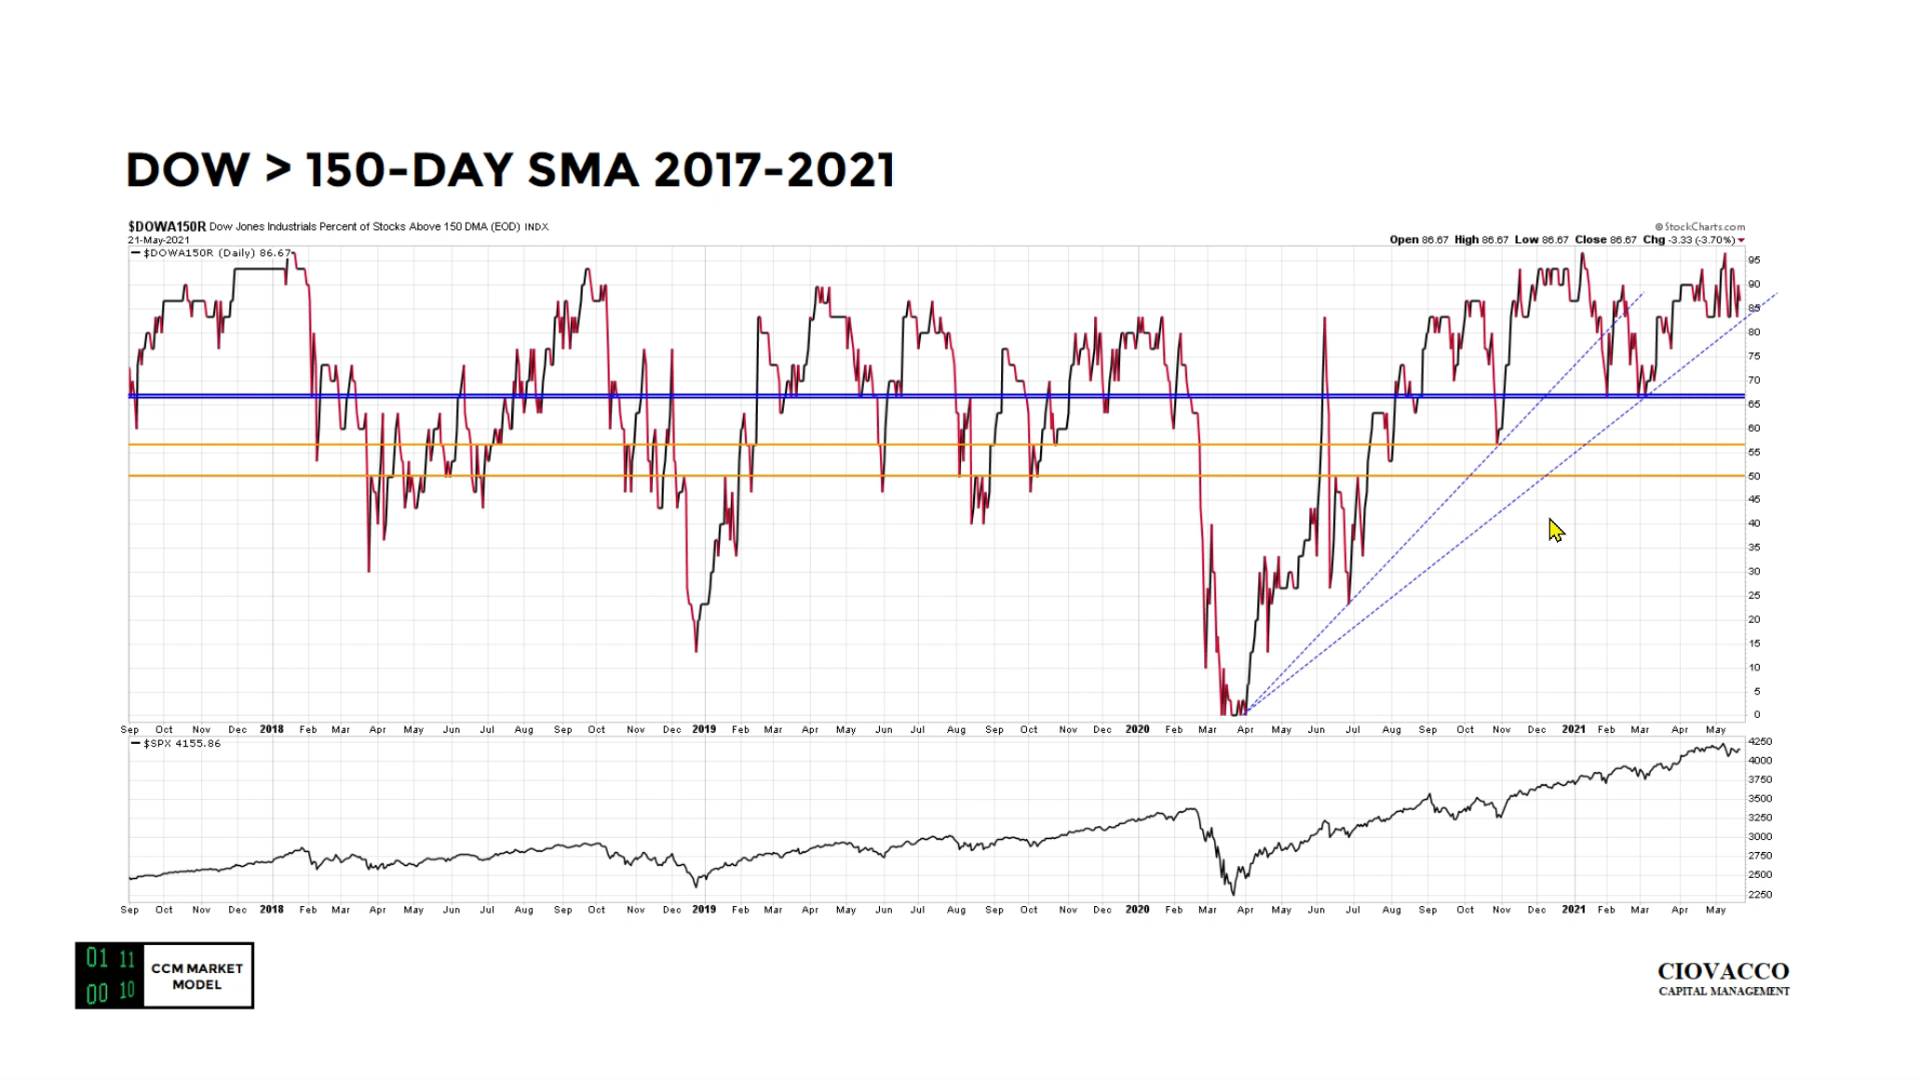 DOW > 150-DAY SMA 2017-2021
$DOWA150R Dow Jones Industrials Percent of Stocks Above 150 DMA (EOD) INDX
© StockCharts.com
21-May-2021
Open 86.67 High 86.67 Low 86.67 Close 86.67 Chg -3.33 (-3.70%)
$DOWA150R (Daily) 86.67
95
90
85
80
75
70
65
60
55
50
45
40
35
30
25
20
15
10
5
0
Sep Oct Nov Dec 2018 Feb Mar Apr May Jun Jul Aug Sep Oct Nov Dec 2019 Feb Mar Apr May Jun Jul Aug Sep Oct Nov Dec 2020 Feb Mar Apr May Jun Jul Aug Sep Oct Nov Dec 2021 Feb Mar Apr May
$SPX 4155.86
4250
4000
3750
3500
3250
3000
2750
2500
2250
Sep Oct Nov Dec 2018 Feb Mar Apr May Jun Jul Aug Sep Oct Nov Dec 2019 Feb Mar Apr May Jun Jul Aug Sep Oct Nov Dec 2020 Feb Mar Apr May Jun Jul Aug Sep Oct Nov Dec 2021 Feb Mar Apr May
01 11
00 10
CCM MARKET
MODEL
CIOVACCO
CAPITAL MANAGEMENT